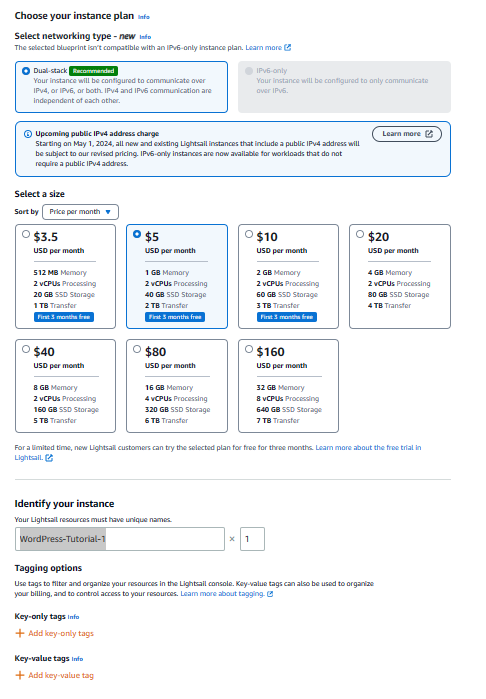 Choose your instance plan Info
Select networking type - new Info
The selected blueprint isn't compatible with an IPv6-only instance plan. Learn more
Dual-stack Recommended
Your instance will be configured to communicate over
IPv4, or IPv6, or both. IPv4 and IPv6 communication are
independent of each other.
IPv6-only
Your instance will be configured to only communicate
over IPv6.
Upcoming public IPv4 address charge
Starting on May 1, 2024, all new and existing Lightsail instances that include a public IPv4 address will
be subject to our revised pricing. IPv6-only instances are now available for workloads that do not
require a public IPv4 address.
Learn more
Select a size
Sort by Price per month
$3.5
USD per month
512 MB Memory
2 vCPUs Processing
20 GB SSD Storage
1 TB Transfer
First 3 months free
$5
USD per month
1 GB Memory
2 vCPUs Processing
40 GB SSD Storage
2 TB Transfer
First 3 months free
$10
USD per month
2 GB Memory
2 vCPUs Processing
60 GB SSD Storage
3 TB Transfer
First 3 months free
$20
USD per month
4 GB Memory
2 vCPUs Processing
80 GB SSD Storage
4 TB Transfer
$40
USD per month
8 GB Memory
2 vCPUs Processing
160 GB SSD Storage
5 TB Transfer
$80
USD per month
16 GB Memory
4 vCPUs Processing
320 GB SSD Storage
6 TB Transfer
$160
USD per month
32 GB Memory
8 vCPUs Processing
640 GB SSD Storage
7 TB Transfer
For a limited time, new Lightsail customers can try the selected plan for free for three months. Learn more about the free trial in
Lightsail.
Identify your instance
Your Lightsail resources must have unique names.
WordPress-Tutorial-1 × 1
Tagging options
Use tags to filter and organize your resources in the Lightsail console. Key-value tags can also be used to organize
your billing, and to control access to your resources. Learn more about tagging.
Key-only tags Info
+ Add key-only tags
Key-value tags Info
+ Add key-value tag